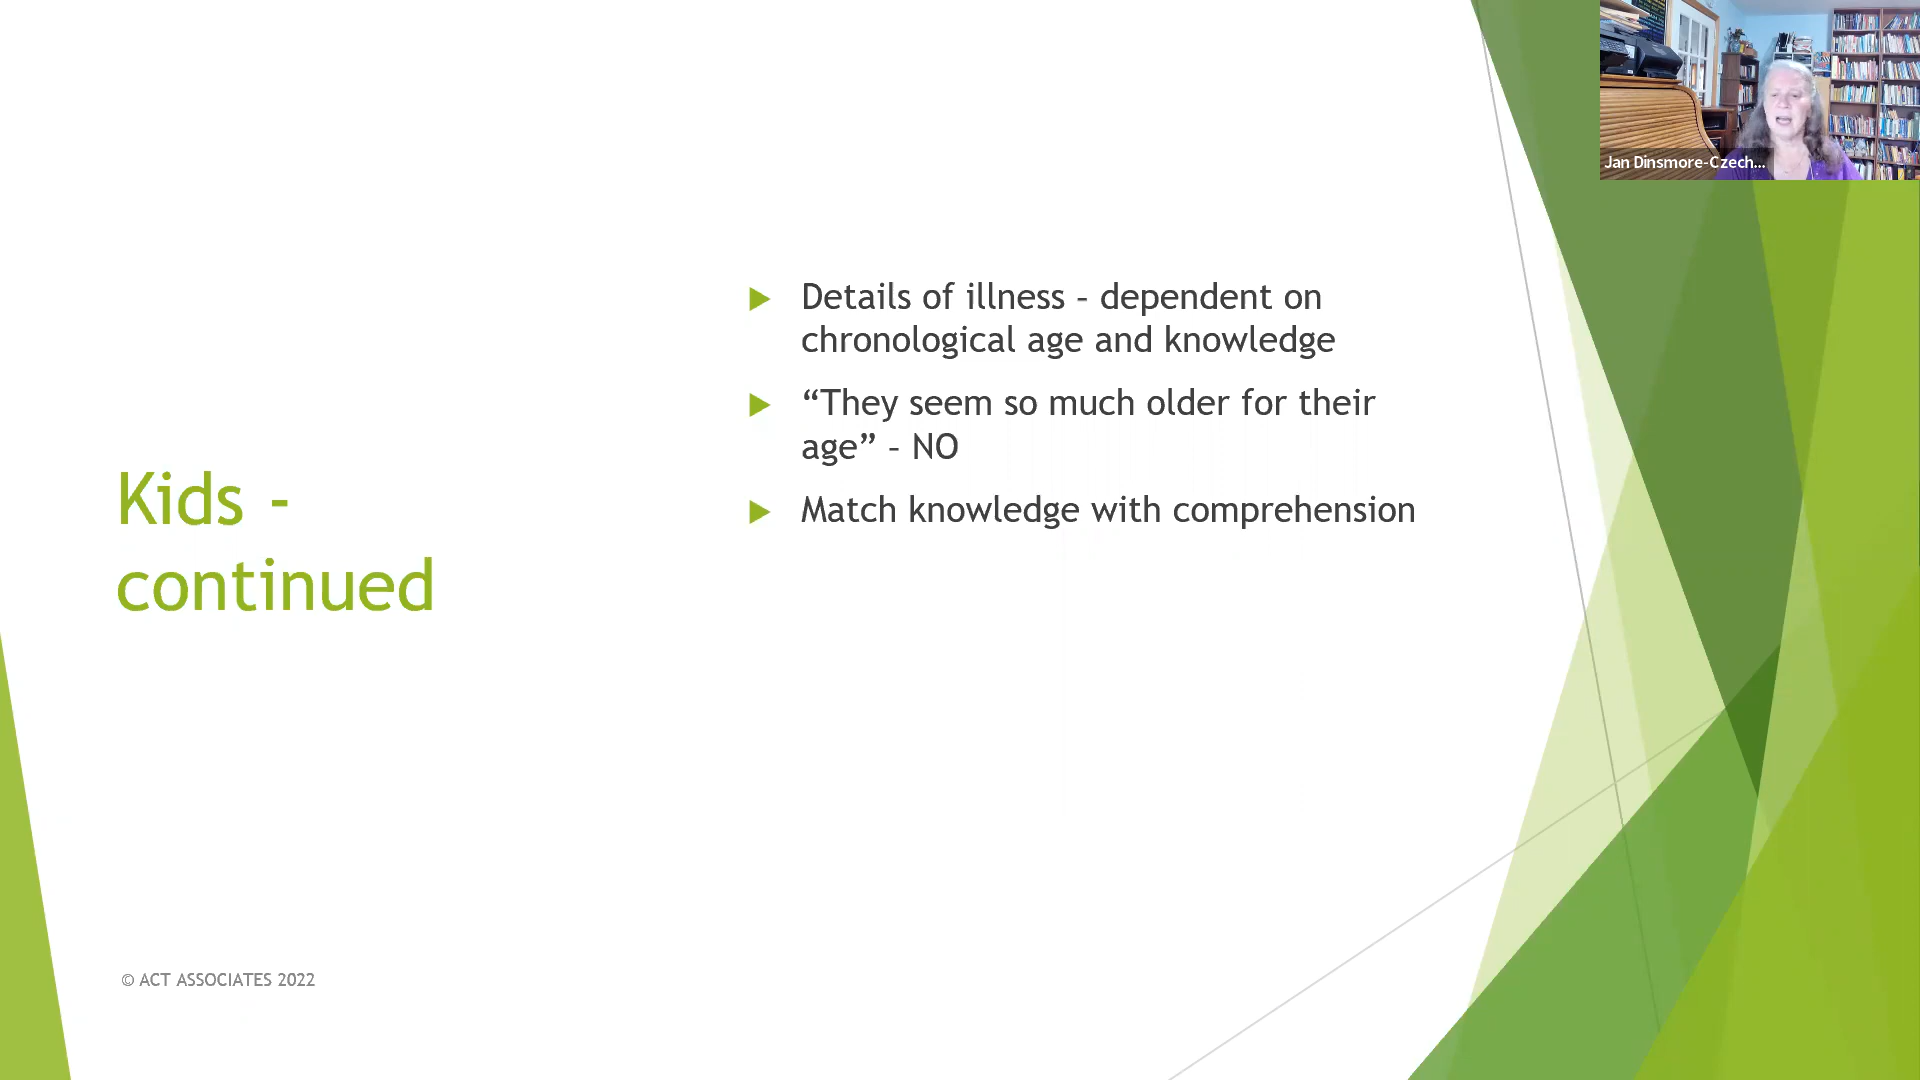 Jan Dinsmore-Czech...
Details of illness – dependent on
chronological age and knowledge
“They seem so much older for their
age” – NO
Match knowledge with comprehension
Kids -
continued
© ACT ASSOCIATES 2022